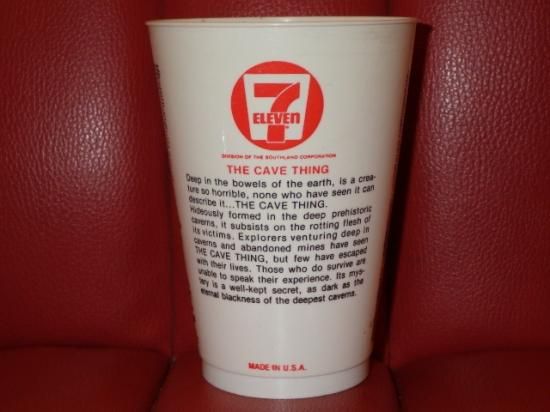 7
ELEVEN
DIVISION OF THE SOUTHLAND CORPORATION
THE CAVE THING
Deep in the bowels of the earth, is a crea-
ture so horrible, none who have seen it can
describe it...THE CAVE THING.
Hideously formed in the deep prehistoric
caverns, it subsists on the rotting flesh of
its victims. Explorers venturing deep in
caverns and abandoned mines have seen
THE CAVE THING, but few have escaped
with their lives. Those who do survive are
unable to speak their experience. Its mys-
tery is a well-kept secret, as dark as the
eternal blackness of the deepest caverns.
MADE IN U.S.A.